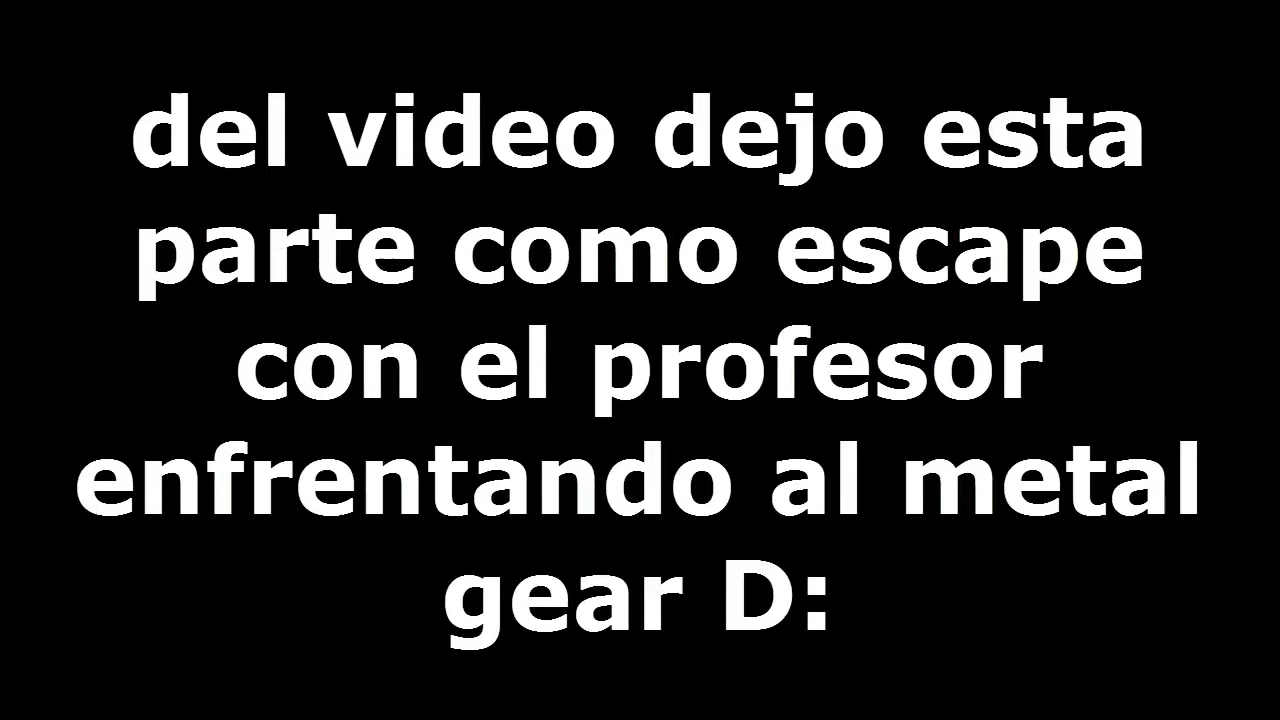 del video dejo esta
parte como escape
con el profesor
enfrentando al metal
gear D: